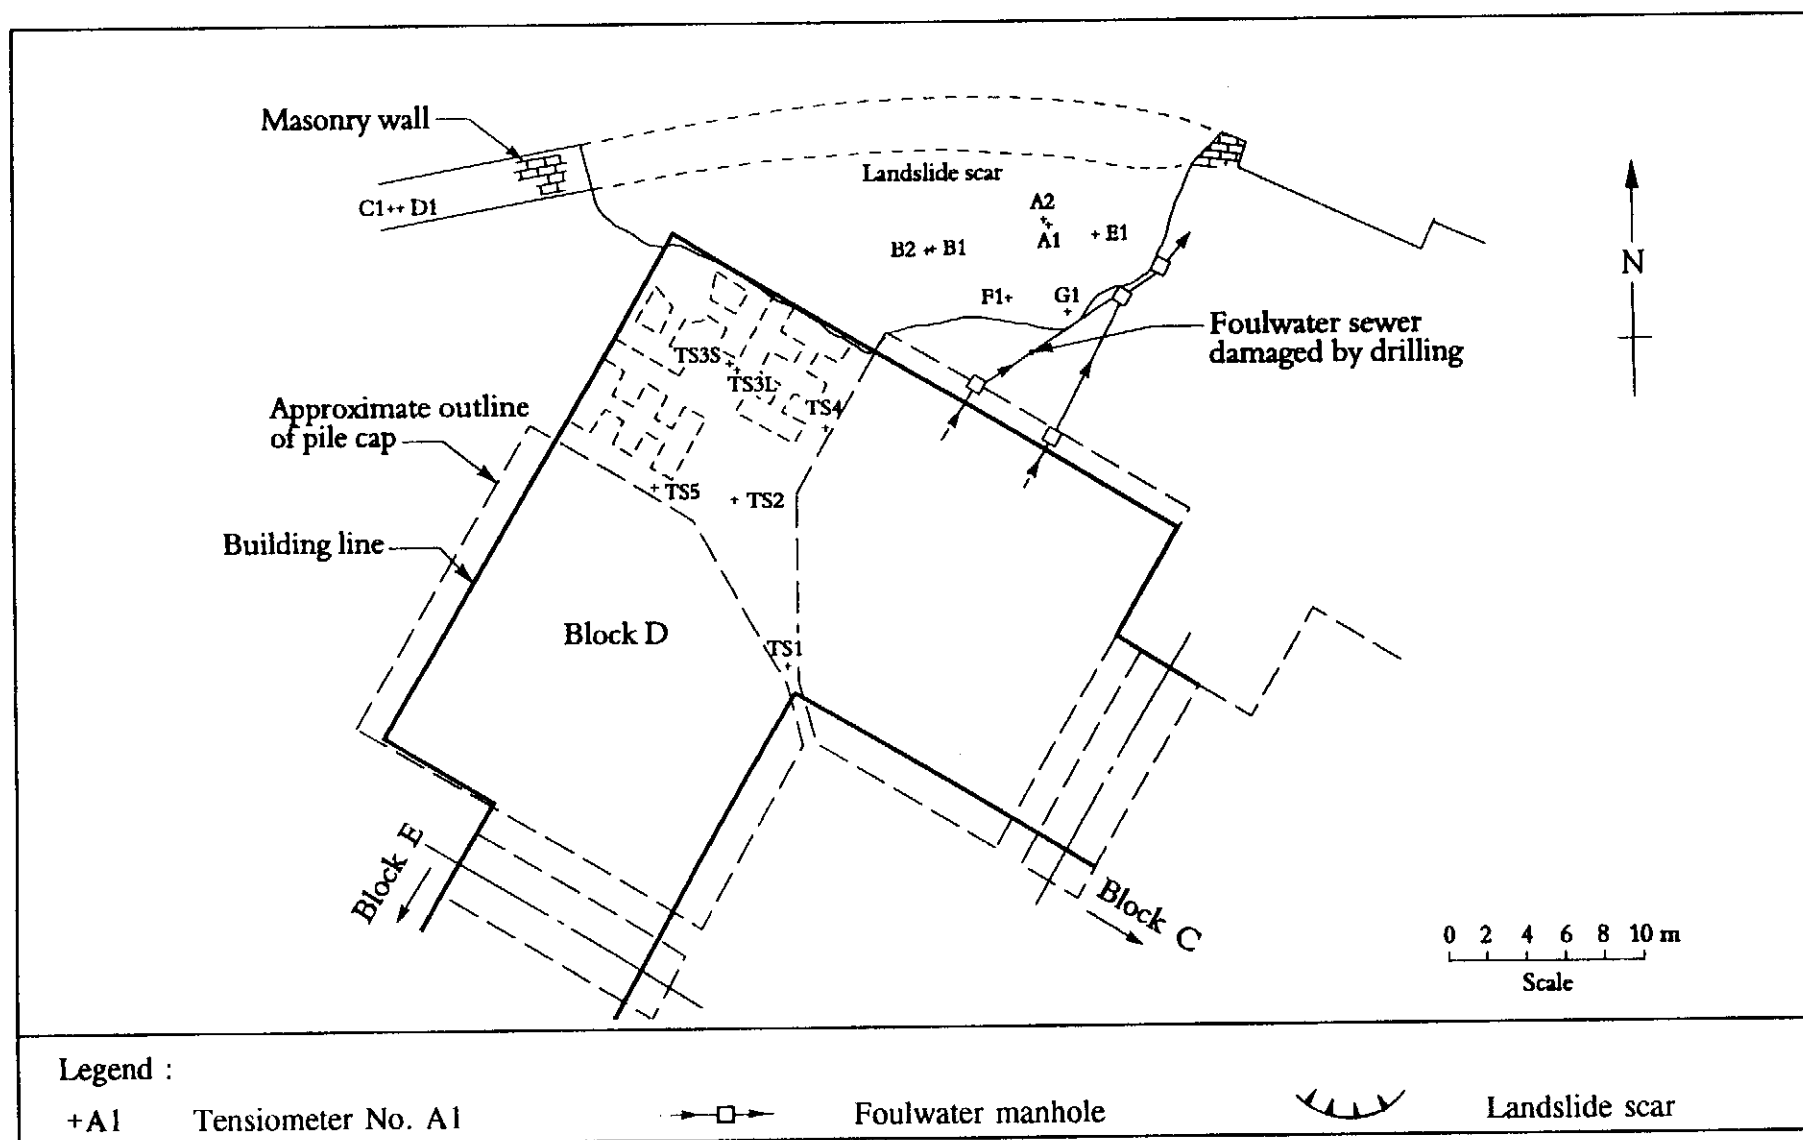 Masonry wall
Landslide scar
C1++ D1
A2
A1
+ E1
B2 ++ B1
N
F1+
G1
Foulwater sewer
damaged by drilling
TS3S
TS3L
TS4
Approximate outline
of pile cap
+ TS5
+ TS2
Building line
Block D
TS1
Block E
Block C
0 2 4 6 8 10 m
Scale
Legend :
+A1 Tensiometer No. A1
Foulwater manhole
Landslide scar